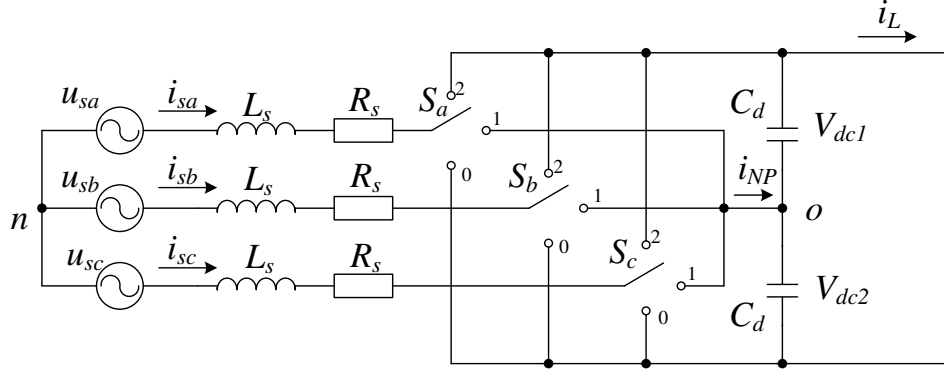 i_L
u_sa i_sa L_s R_s S_a 2 1 0 C_d V_dc1
u_sb i_sb L_s R_s S_b 2 1 0 i_NP
n o
u_sc i_sc L_s R_s S_c 2 1 0 C_d V_dc2